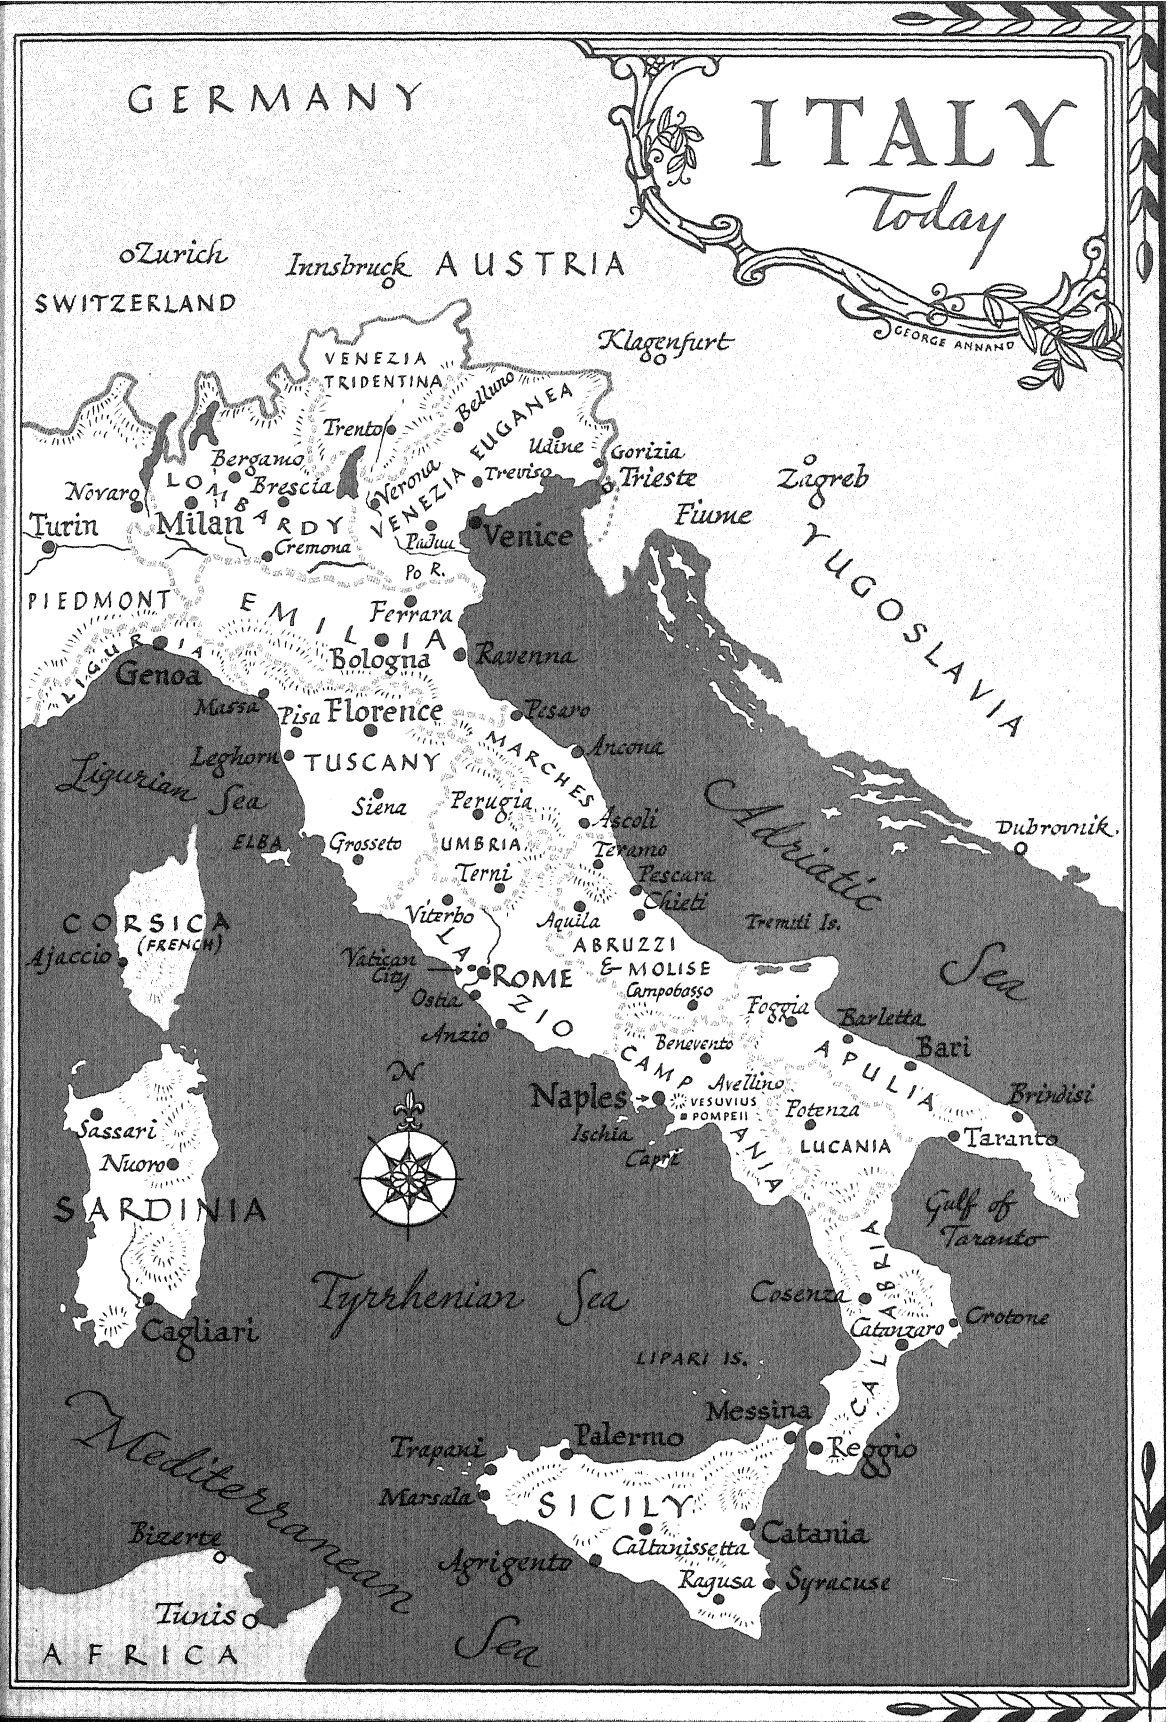 GERMANY
ITALY
Today
Zurich
Innsbruck
AUSTRIA
SWITZERLAND
GEORGE ANNAND
Klagenfurt
VENEZIA
TRIDENTINA
Belluno
Trento
VENEZIA EUGANEA
Udine
Gorizia
Bergamo
LOMBARDY
Brescia
Verona
Treviso
Trieste
Zagreb
Novaro
Fiume
Turin
Milan
Venice
Padua
Cremona
YUGOSLAVIA
Po R.
PIEDMONT
EMILIA
Ferrara
LIGURIA
Bologna
Ravenna
Genoa
Massa
Pisa
Florence
Pesaro
MARCHES
Ancona
Leghorn
TUSCANY
Ligurian
Sea
Siena
Perugia
Adriatic
Sea
Ascoli
Dubrovnik.
ELBA
Grosseto
UMBRIA
Teramo
Terni
Pescara
Chieti
Viterbo
Aquila
Tremiti Is.
CORSICA
(FRENCH)
Ajaccio
LAZIO
ABRUZZI
& MOLISE
Vatican
City
ROME
Campobasso
Ostia
Foggia
Barletta
Anzio
Benevento
APULIA
Bari
N
CAMPANIA
Avellino
Naples
VESUVIUS
POMPEII
Potenza
Brindisi
Sassari
Ischia
Taranto
Capri
LUCANIA
Nuoro
SARDINIA
Gulf of
Taranto
CALABRIA
Tyrrhenian Sea
Cosenza
Crotone
Catanzaro
Cagliari
LIPARI IS.
Mediterranean
Sea
Messina
Palermo
Trapani
Reggio
Marsala
SICILY
Bizerte
Catania
Caltanissetta
Agrigento
Ragusa
Syracuse
Tunis
AFRICA